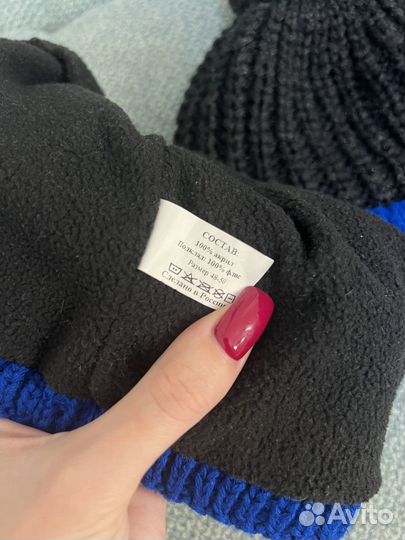 СОСТАВ:
100% акрил
Подклад: 100% флис
Размер 48-50
Сделано в России
Avito